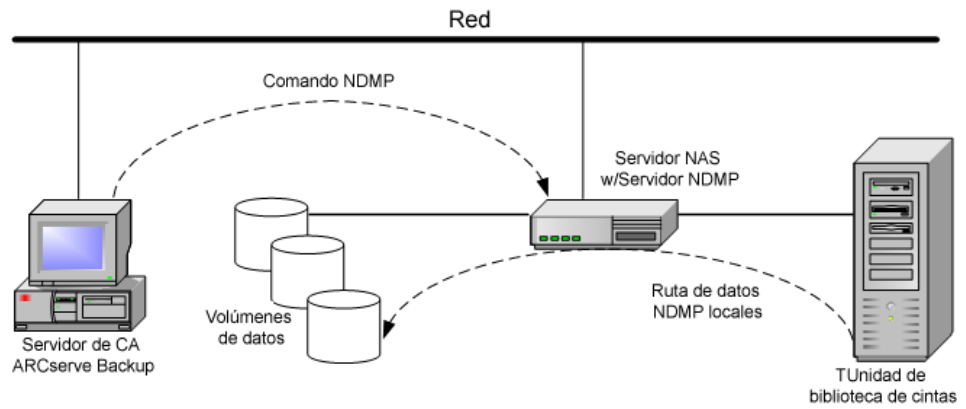 Red
Comando NDMP
Servidor NAS
w/Servidor NDMP
Volúmenes
de datos
Ruta de datos
NDMP locales
Servidor de CA
ARCserve Backup
TUnidad de
biblioteca de cintas